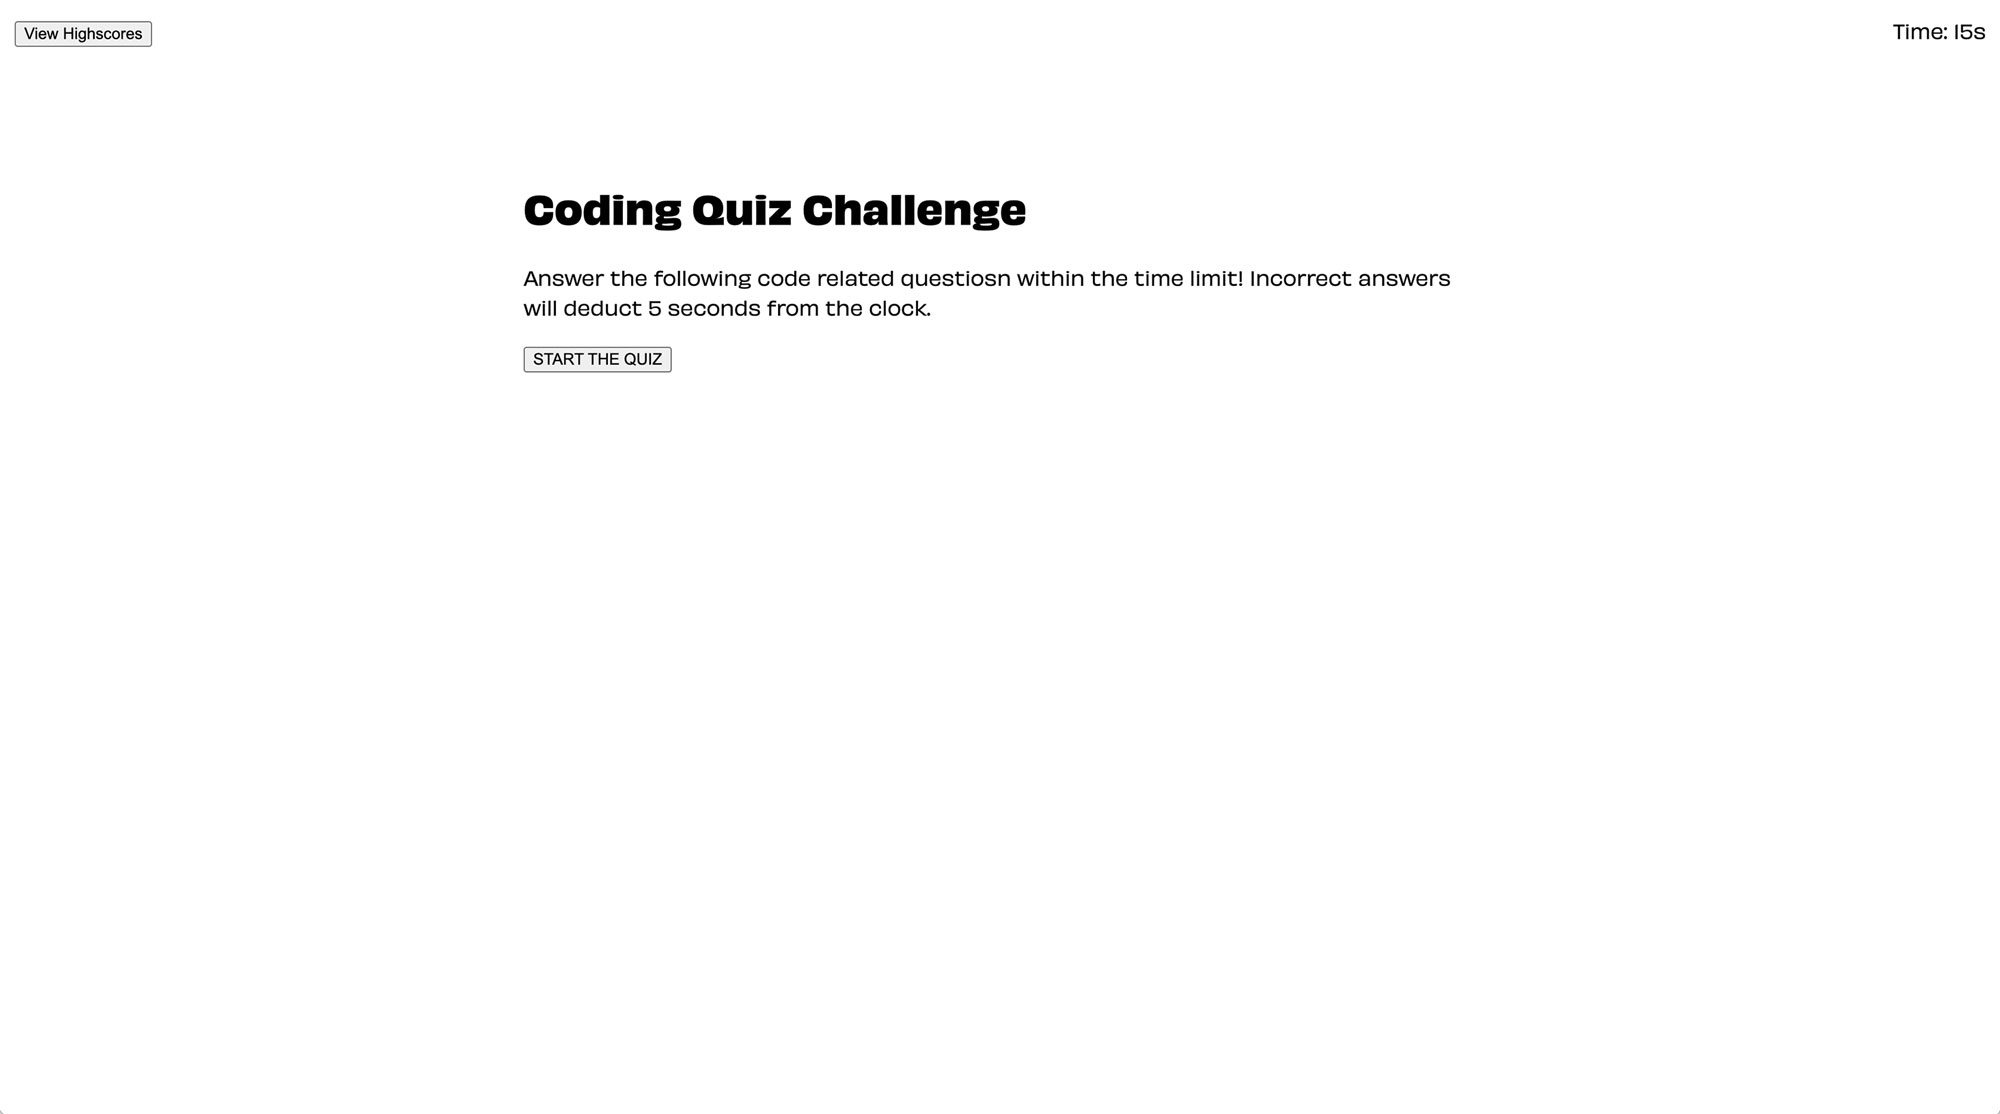 View Highscores
Time: 15s
Coding Quiz Challenge
Answer the following code related questiosn within the time limit! Incorrect answers
will deduct 5 seconds from the clock.
START THE QUIZ